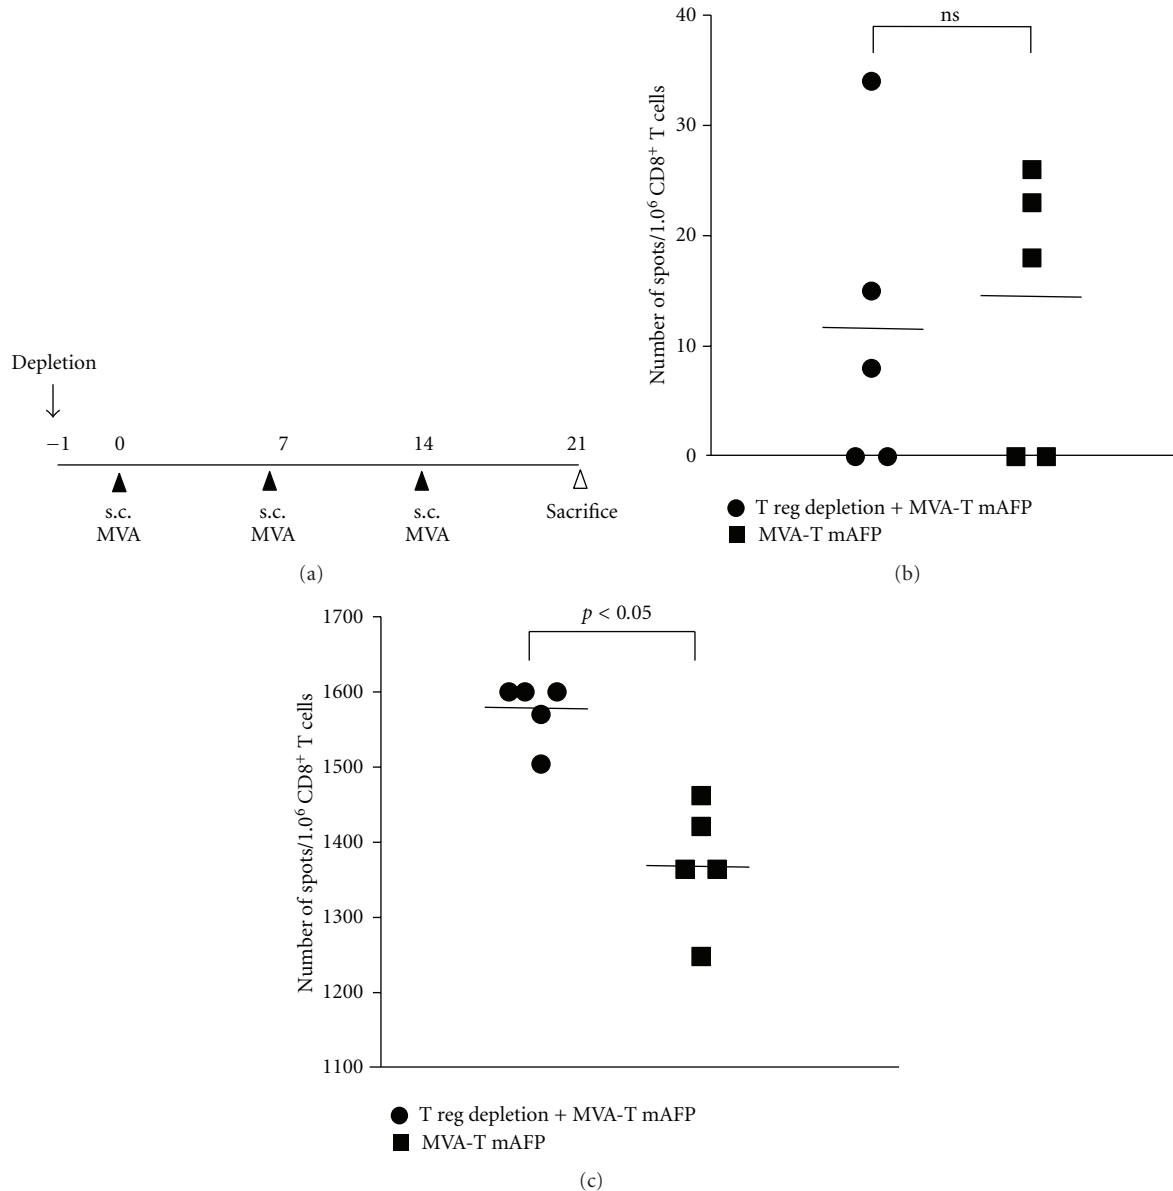 Depletion
−1 0 7 14 21
s.c. s.c. s.c. Sacrifice
MVA MVA MVA
(a)
ns
Number of spots/1.0⁶ CD8⁺ T cells
40
30
20
10
0
T reg depletion + MVA-T mAFP
MVA-T mAFP
(b)
p < 0.05
Number of spots/1.0⁶ CD8⁺ T cells
1700
1600
1500
1400
1300
1200
1100
T reg depletion + MVA-T mAFP
MVA-T mAFP
(c)